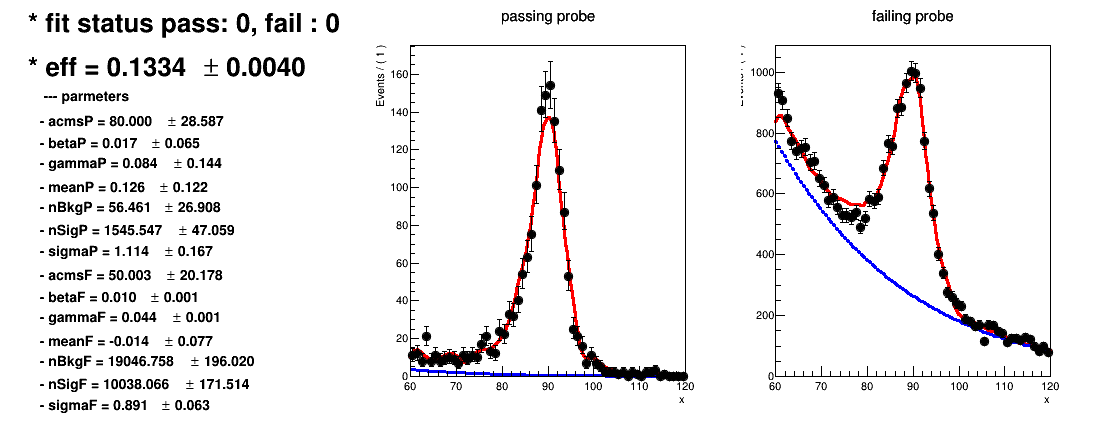 * fit status pass: 0, fail : 0
* eff = 0.1334 ± 0.0040
--- parmeters
- acmsP = 80.000 ± 28.587
- betaP = 0.017 ± 0.065
- gammaP = 0.084 ± 0.144
- meanP = 0.126 ± 0.122
- nBkgP = 56.461 ± 26.908
- nSigP = 1545.547 ± 47.059
- sigmaP = 1.114 ± 0.167
- acmsF = 50.003 ± 20.178
- betaF = 0.010 ± 0.001
- gammaF = 0.044 ± 0.001
- meanF = -0.014 ± 0.077
- nBkgF = 19046.758 ± 196.020
- nSigF = 10038.066 ± 171.514
- sigmaF = 0.891 ± 0.063
passing probe
Events / ( 1 )
160
140
120
100
80
60
40
20
0
60 70 80 90 100 110 120
x
failing probe
Events / ( 1 )
1000
800
600
400
200
0
60 70 80 90 100 110 120
x